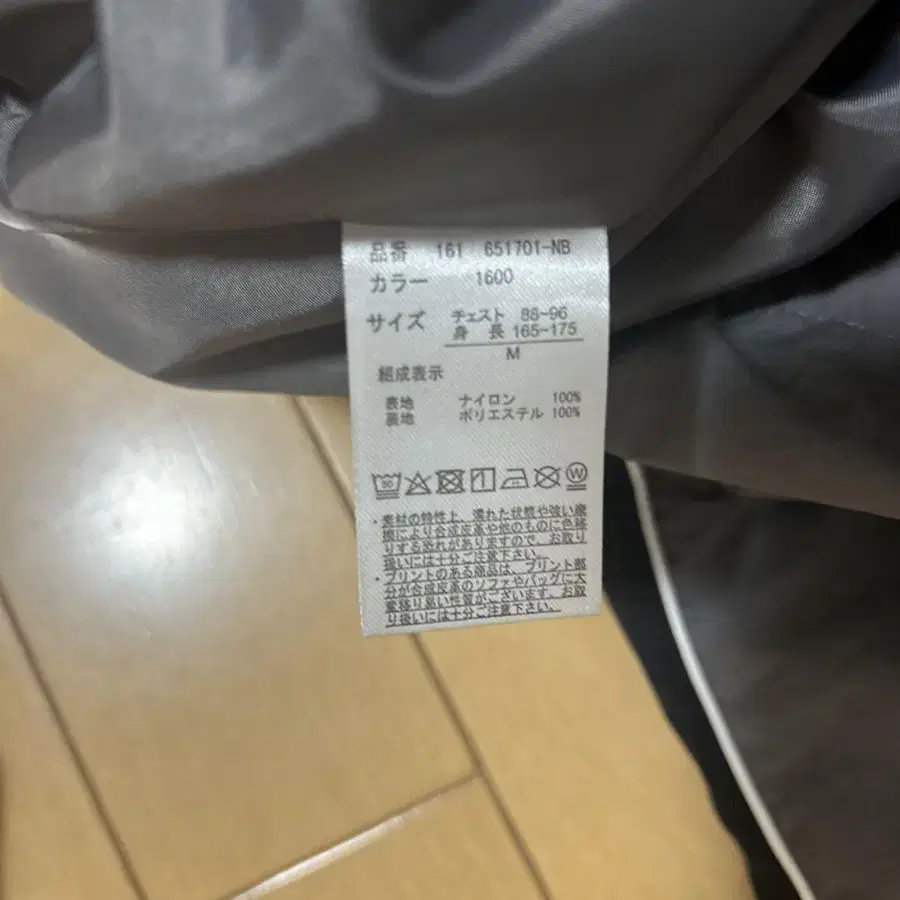 品番 161 651701-NB
カラー 1600
サイズ チェスト 88-96
身長 165-175
M
組成表示
表地 ナイロン 100%
裏地 ポリエステル 100%
・素材の特性上、濡れた状態や強い摩
擦により合成皮革や他のものに色移
りする恐れがありますので、お取り
扱いには十分ご注意下さい。
・プリントのある商品は、プリント部
分が合成皮革のソファやバッグに大
変移り易い性質がございます。お取
り扱いには十分ご注意下さい。